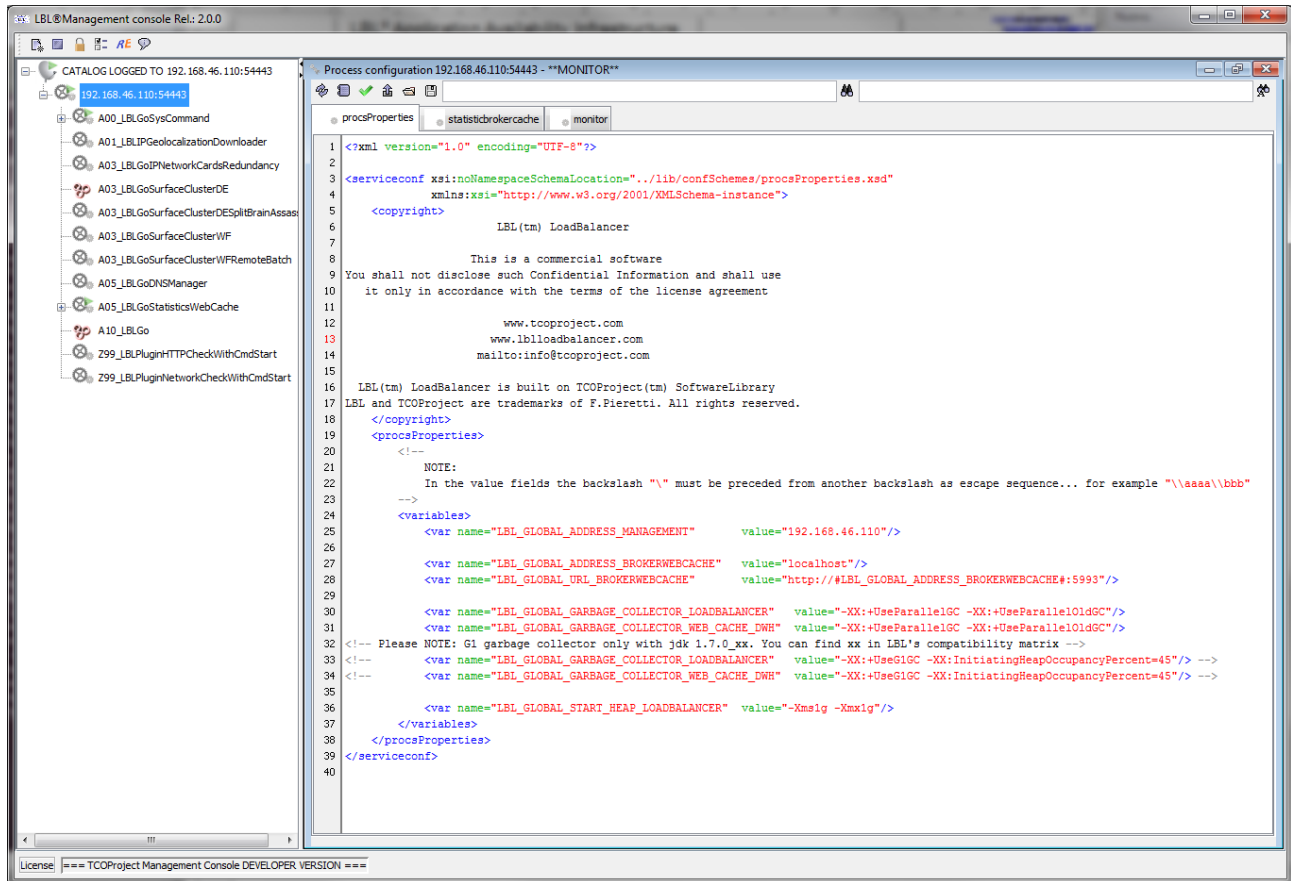 LBL®Management console Rel.: 2.0.0
LBL® Application Availability Infrastructure
RE
CATALOG LOGGED TO 192.168.46.110:54443
192.168.46.110:54443
A00_LBLGoSysCommand
A01_LBLIPGeolocalizationDownloader
A03_LBLGoIPNetworkCardsRedundancy
A03_LBLGoSurfaceClusterDE
A03_LBLGoSurfaceClusterDESplitBrainAssas
A03_LBLGoSurfaceClusterWF
A03_LBLGoSurfaceClusterWFRemoteBatch
A05_LBLGoDNSManager
A05_LBLGoStatisticsWebCache
A10_LBLGo
Z99_LBLPluginHTTPCheckWithCmdStart
Z99_LBLPluginNetworkCheckWithCmdStart
Process configuration 192.168.46.110:54443 - **MONITOR**
procsProperties statisticbrokercache monitor
1 <?xml version="1.0" encoding="UTF-8"?>
2
3 <serviceconf xsi:noNamespaceSchemaLocation="../lib/confSchemes/procsProperties.xsd"
4 xmlns:xsi="http://www.w3.org/2001/XMLSchema-instance">
5 <copyright>
6 LBL(tm) LoadBalancer
7
8 This is a commercial software
9 You shall not disclose such Confidential Information and shall use
10 it only in accordance with the terms of the license agreement
11
12 www.tcoproject.com
13 www.lblloadbalancer.com
14 mailto:info@tcoproject.com
15
16 LBL(tm) LoadBalancer is built on TCOProject(tm) SoftwareLibrary
17 LBL and TCOProject are trademarks of F.Pieretti. All rights reserved.
18 </copyright>
19 <procsProperties>
20 <!--
21 NOTE:
22 In the value fields the backslash "\" must be preceded from another backslash as escape sequence... for example "\\aaaa\\bbb"
23 -->
24 <variables>
25 <var name="LBL_GLOBAL_ADDRESS_MANAGEMENT" value="192.168.46.110"/>
26
27 <var name="LBL_GLOBAL_ADDRESS_BROKERWEBCACHE" value="localhost"/>
28 <var name="LBL_GLOBAL_URL_BROKERWEBCACHE" value="http://#LBL_GLOBAL_ADDRESS_BROKERWEBCACHE#:5993"/>
29
30 <var name="LBL_GLOBAL_GARBAGE_COLLECTOR_LOADBALANCER" value="-XX:+UseParallelGC -XX:+UseParallelOldGC"/>
31 <var name="LBL_GLOBAL_GARBAGE_COLLECTOR_WEB_CACHE_DWH" value="-XX:+UseParallelGC -XX:+UseParallelOldGC"/>
32 <!-- Please NOTE: G1 garbage collector only with jdk 1.7.0_xx. You can find xx in LBL's compatibility matrix -->
33 <!-- <var name="LBL_GLOBAL_GARBAGE_COLLECTOR_LOADBALANCER" value="-XX:+UseG1GC -XX:InitiatingHeapOccupancyPercent=45"/> -->
34 <!-- <var name="LBL_GLOBAL_GARBAGE_COLLECTOR_WEB_CACHE_DWH" value="-XX:+UseG1GC -XX:InitiatingHeapOccupancyPercent=45"/> -->
35
36 <var name="LBL_GLOBAL_START_HEAP_LOADBALANCER" value="-Xms1g -Xmx1g"/>
37 </variables>
38 </procsProperties>
39 </serviceconf>
40
License === TCOProject Management Console DEVELOPER VERSION ===